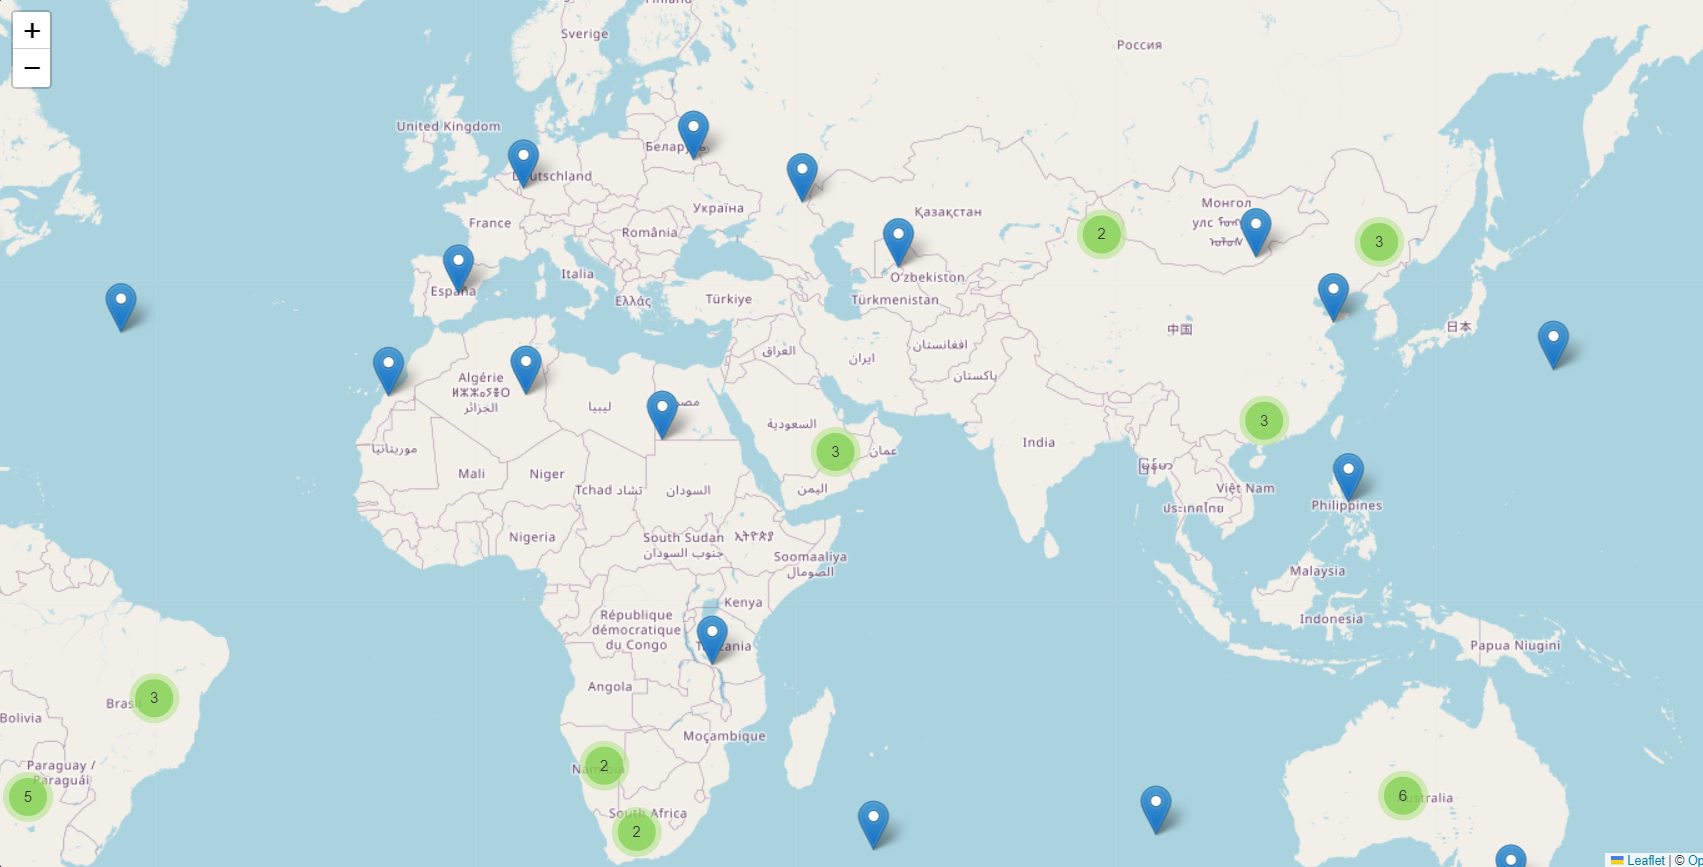 +
−
Suomi
Finland
Sverige
Россия
United Kingdom
Беларусь
Deutschland
France
Україна
România
Қазақстан
Монгол
улс
Italia
España
Ελλάς
Türkiye
Oʻzbekiston
Türkmenistan
中国
日本
العراق
ایران
افغانستان
پاکستان
Algérie
ⵍⵣⵣⴰⵢⴻⵔ
الجزائر
ليبيا
مصر
السعودية
عمان
اليمن
موريتانيا
Mali
Niger
Tchad تشاد
السودان
India
မြန်မာ
Việt Nam
ประเทศไทย
Philippines
Nigeria
South Sudan
جنوب السودان
ኢትዮጵያ
Soomaaliya
الصومال
Malaysia
Kenya
République
démocratique
du Congo
Tanzania
Indonesia
Papua Niugini
Angola
Moçambique
Brasil
Bolivia
Paraguay /
Paraguái
Namibia
South Africa
Australia
2
3
3
3
3
2
2
5
6
Leaflet | © Op